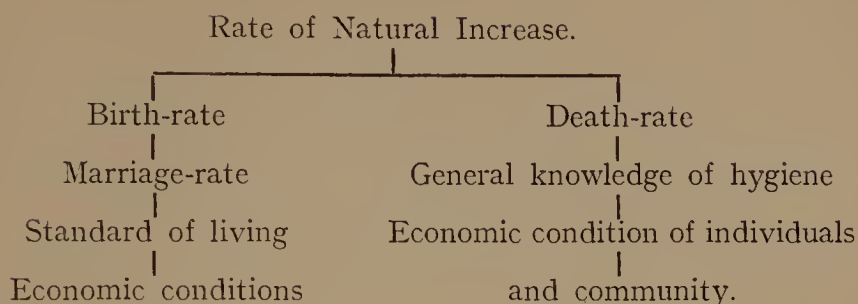 Rate of Natural Increase.
Birth-rate
Death-rate
Marriage-rate
General knowledge of hygiene
Standard of living
Economic condition of individuals
Economic conditions
and community.